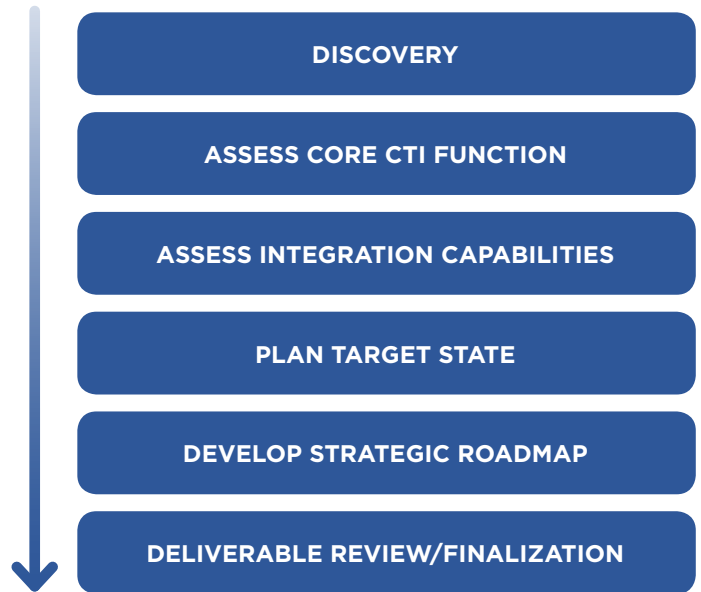 DISCOVERY
ASSESS CORE CTI FUNCTION
ASSESS INTEGRATION CAPABILITIES
PLAN TARGET STATE
DEVELOP STRATEGIC ROADMAP
DELIVERABLE REVIEW/FINALIZATION